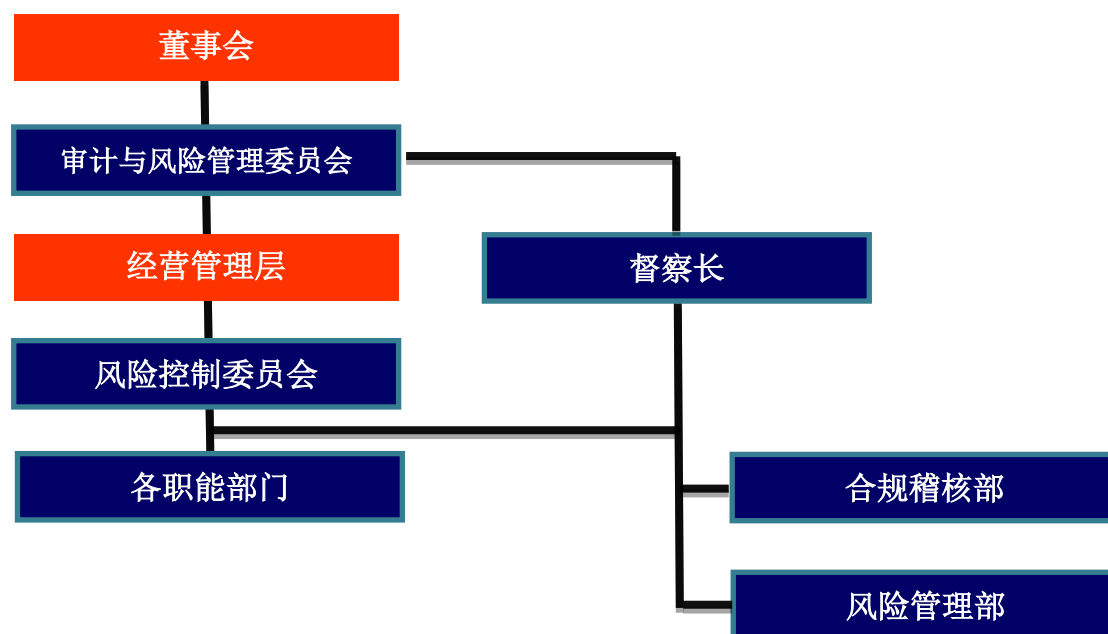 董事会
审计与风险管理委员会
经营管理层
督察长
风险控制委员会
各职能部门
合规稽核部
风险管理部